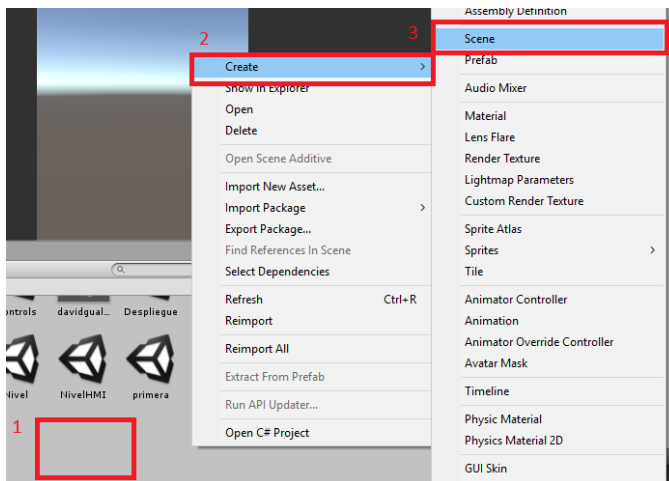 2
Create
Show in Explorer
Open
Delete
Open Scene Additive
Import New Asset...
Import Package
Export Package...
Find References In Scene
Select Dependencies
Refresh Ctrl+R
Reimport
Reimport All
Extract From Prefab
Run API Updater...
Open C# Project
3
Assembly Definition
Scene
Prefab
Audio Mixer
Material
Lens Flare
Render Texture
Lightmap Parameters
Custom Render Texture
Sprite Atlas
Sprites
Tile
Animator Controller
Animation
Animator Override Controller
Avatar Mask
Timeline
Physic Material
Physics Material 2D
GUI Skin
ontrols davidgual... Despliegue
Nivel NivelHMI primera
1